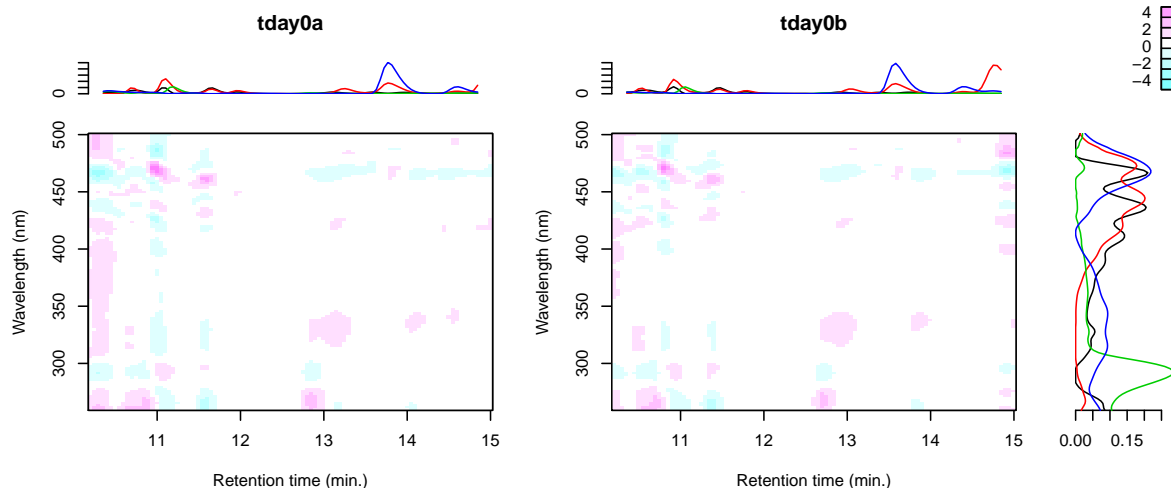 tday0a
0
500
450
400
350
300
Wavelength (nm)
11 12 13 14 15
Retention time (min.)
tday0b
0
500
450
400
350
300
Wavelength (nm)
11 12 13 14 15
Retention time (min.)
4
2
0
−2
−4
0.00 0.15